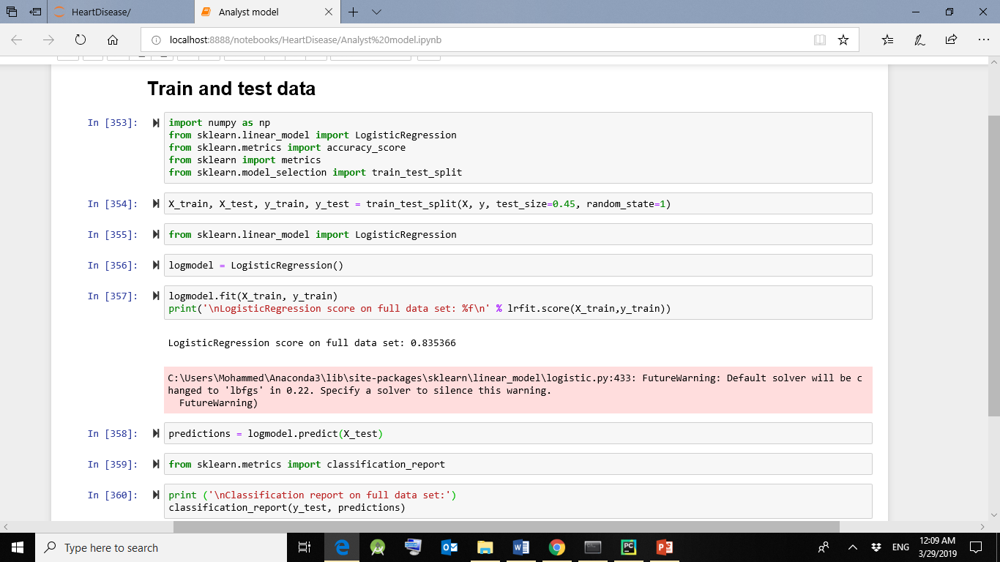 HeartDisease/
Analyst model
localhost:8888/notebooks/HeartDisease/Analyst%20model.ipynb
Train and test data
In [353]:
import numpy as np
from sklearn.linear_model import LogisticRegression
from sklearn.metrics import accuracy_score
from sklearn import metrics
from sklearn.model_selection import train_test_split
In [354]:
X_train, X_test, y_train, y_test = train_test_split(X, y, test_size=0.45, random_state=1)
In [355]:
from sklearn.linear_model import LogisticRegression
In [356]:
logmodel = LogisticRegression()
In [357]:
logmodel.fit(X_train, y_train)
print('\nLogisticRegression score on full data set: %f\n' % lrfit.score(X_train,y_train))
LogisticRegression score on full data set: 0.835366
C:\Users\Mohammed\Anaconda3\lib\site-packages\sklearn\linear_model\logistic.py:433: FutureWarning: Default solver will be c
hanged to 'lbfgs' in 0.22. Specify a solver to silence this warning.
FutureWarning)
In [358]:
predictions = logmodel.predict(X_test)
In [359]:
from sklearn.metrics import classification_report
In [360]:
print ('\nClassification report on full data set:')
classification_report(y_test, predictions)
Type here to search
ENG
12:09 AM
3/29/2019